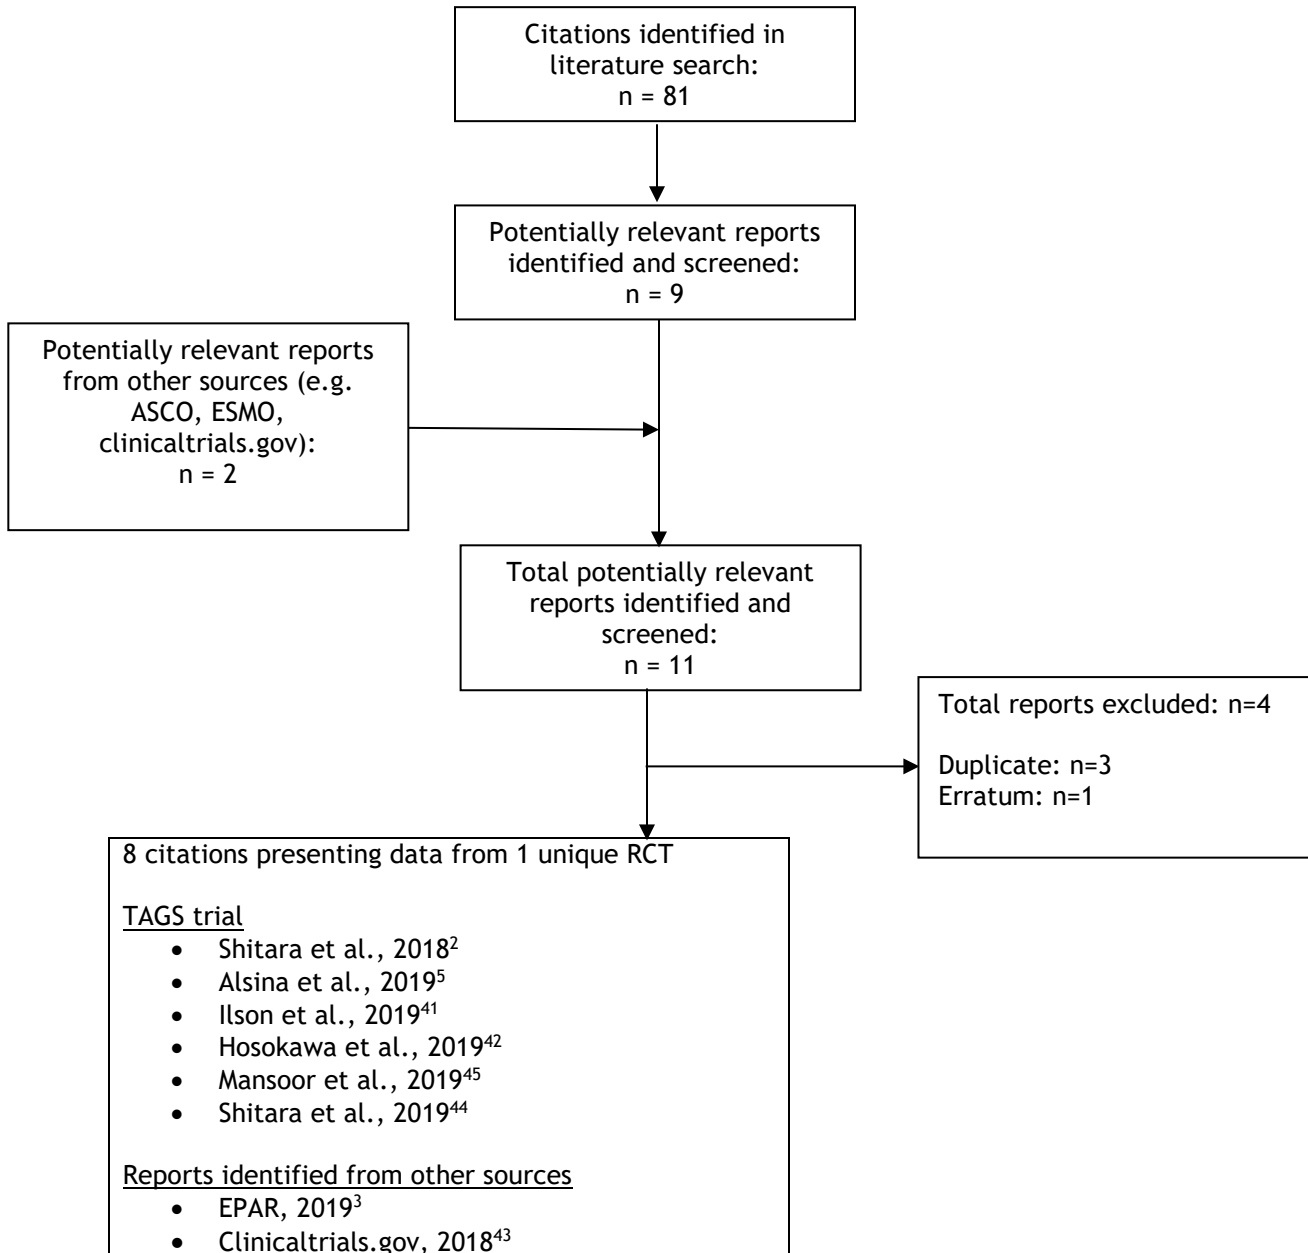 Citations identified in
literature search:
n = 81
Potentially relevant reports
identified and screened:
n = 9
Potentially relevant reports
from other sources (e.g.
ASCO, ESMO,
clinicaltrials.gov):
n = 2
Total potentially relevant
reports identified and
screened:
n = 11
Total reports excluded: n=4
Duplicate: n=3
Erratum: n=1
8 citations presenting data from 1 unique RCT
TAGS trial
• Shitara et al., 2018²
• Alsina et al., 2019⁵
• Ilson et al., 2019⁴¹
• Hosokawa et al., 2019⁴²
• Mansoor et al., 2019⁴⁵
• Shitara et al., 2019⁴⁴
Reports identified from other sources
• EPAR, 2019³
• Clinicaltrials.gov, 2018⁴³